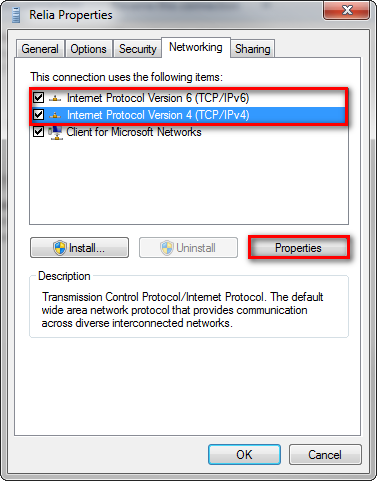 Relia Properties
General Options Security Networking Sharing
This connection uses the following items:
Internet Protocol Version 6 (TCP/IPv6)
Internet Protocol Version 4 (TCP/IPv4)
Client for Microsoft Networks
Install... Uninstall Properties
Description
Transmission Control Protocol/Internet Protocol. The default
wide area network protocol that provides communication
across diverse interconnected networks.
OK Cancel